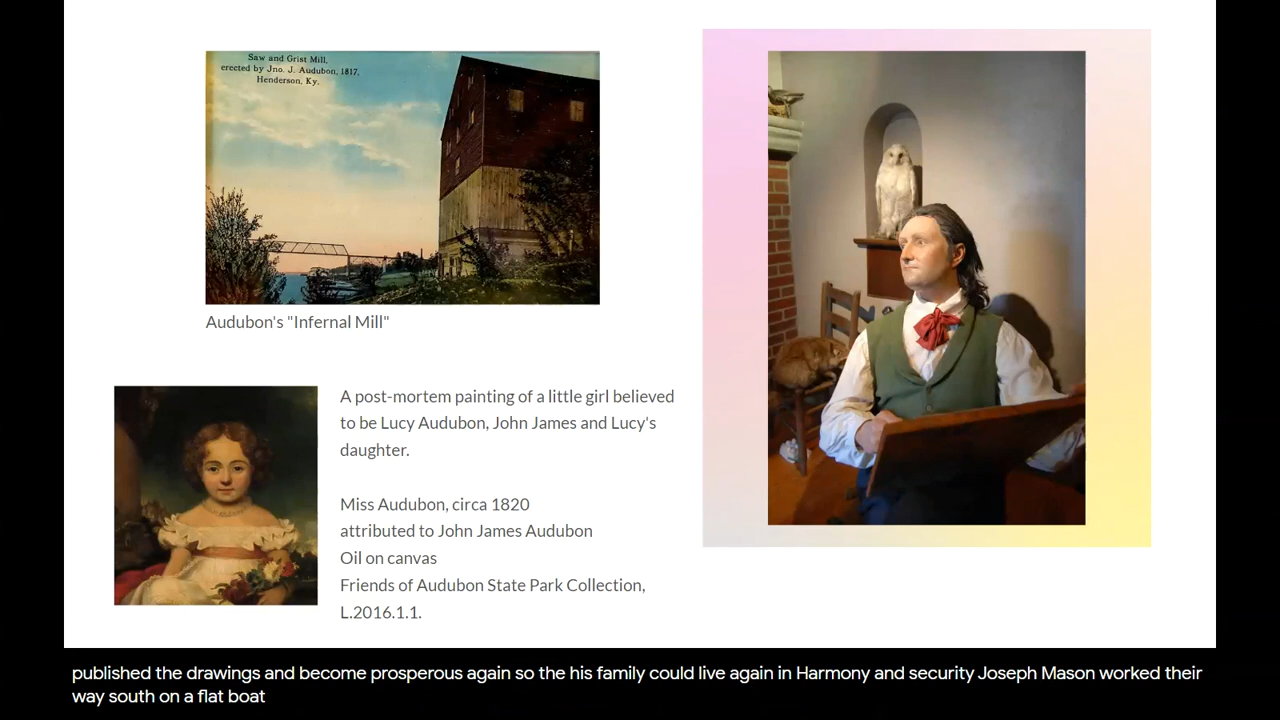 Saw and Grist Mill,
erected by Jno. J. Audubon, 1817,
Henderson, Ky.
Audubon's "Infernal Mill"
A post-mortem painting of a little girl believed
to be Lucy Audubon, John James and Lucy's
daughter.
Miss Audubon, circa 1820
attributed to John James Audubon
Oil on canvas
Friends of Audubon State Park Collection,
L.2016.1.1.
published the drawings and become prosperous again so the his family could live again in Harmony and security Joseph Mason worked their
way south on a flat boat